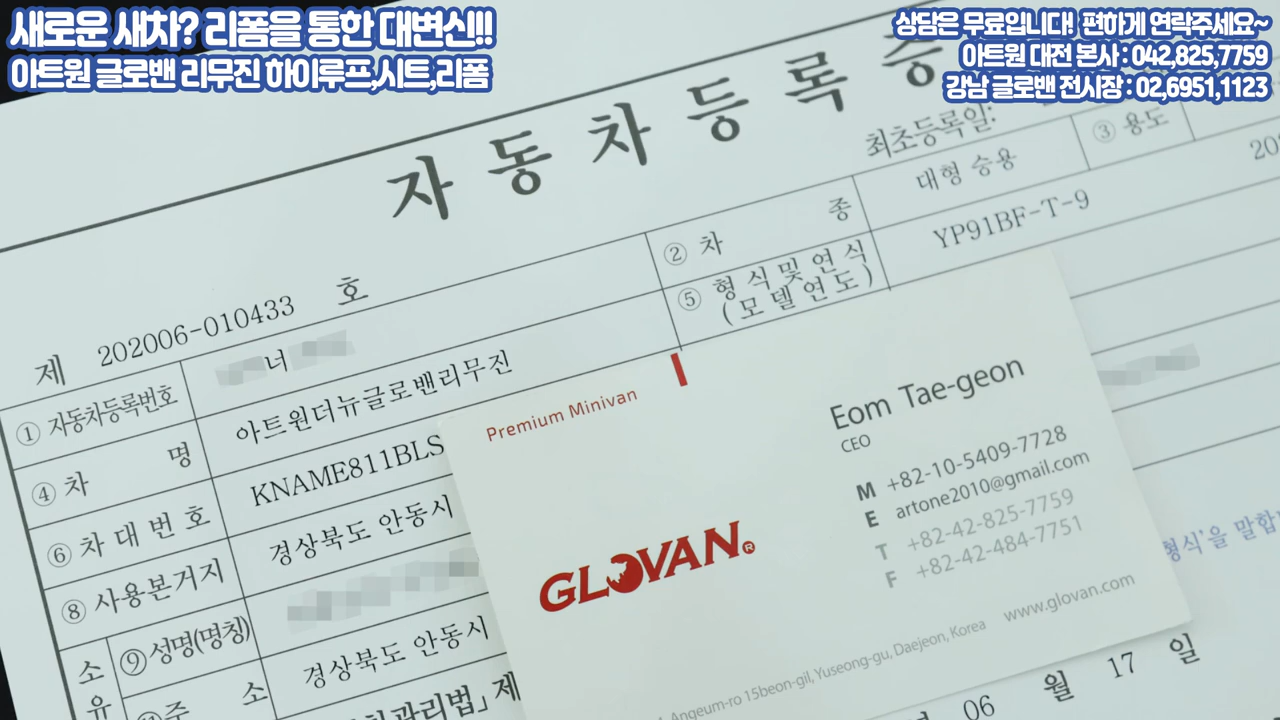 새로운 새차? 리폼을 통한 대변신!!
아트원 글로밴 리무진 하이루프,시트,리폼
상담은 무료입니다! 편하게 연락주세요~
아트원 대전 본사 : 042,825,7759
강남 글로밴 전시장 : 02,6951,1123
자 동 차 등 록 증
최초등록일:
제 202006-010433 호
① 자동차등록번호 너
② 차 종 대형 승용 ③ 용도
④ 차 명 아트원더뉴글로밴리무진
⑤ 형 식 및 연 식 (모델연도) YP91BF-T-9
⑥ 차 대 번 호 KNAME811BLS
⑧ 사용본거지 경상북도 안동시
소유
⑨ 성명(명칭)
주 소 경상북도 안동시
관리법」제
형식'을 말합
06 월 17 일
Premium Minivan
GLOVAN®
Eom Tae-geon
CEO
M +82-10-5409-7728
E artone2010@gmail.com
T +82-42-825-7759
F +82-42-484-7751
Angeum-ro 15beon-gil, Yuseong-gu, Daejeon, Korea www.glovan.com